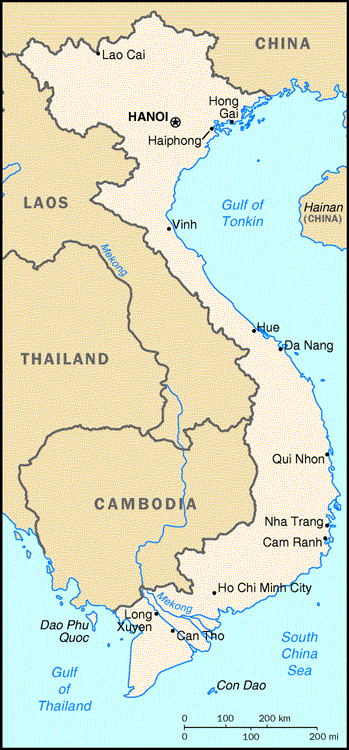 CHINA
Lao Cai
Hong
Gai
HANOI
Haiphong
LAOS
Gulf of
Tonkin
Hainan
(CHINA)
Vinh
Mekong
Hue
Da Nang
THAILAND
Qui Nhon
CAMBODIA
Nha Trang
Cam Ranh
Ho Chi Minh City
Mekong
Long
Xuyen
Can Tho
Dao Phu
Quoc
South
China
Sea
Gulf
of
Thailand
Con Dao
0 100 200 km
0 100 200 mi